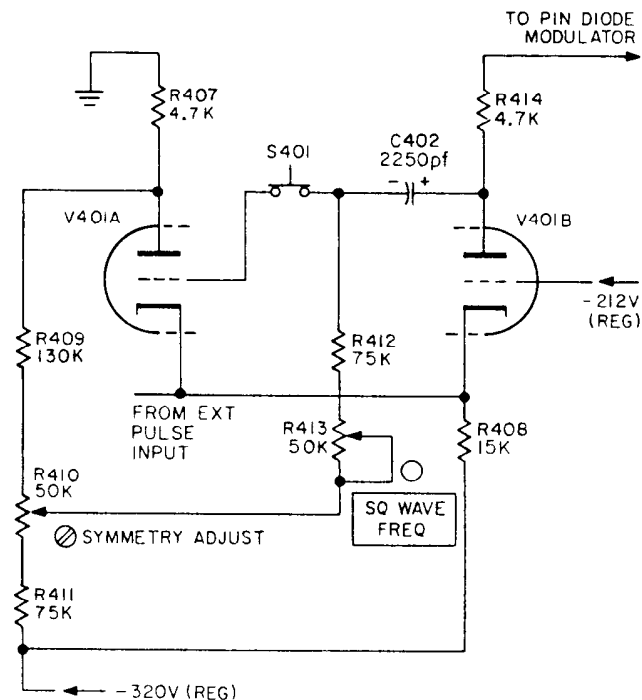 TO PIN DIODE
MODULATOR
R407
4.7K
R414
4.7K
C402
2250pf
- +
S401
V401A
V401B
-212V
(REG)
R409
130K
R412
75K
FROM EXT
PULSE
INPUT
R413
50K
R408
15K
R410
50K
SYMMETRY ADJUST
SQ WAVE
FREQ
R411
75K
-320V (REG)